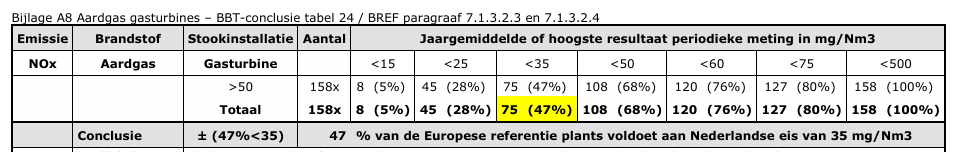 Bijlage A8 Aardgas gasturbines – BBT-conclusie tabel 24 / BREF paragraaf 7.1.3.2.3 en 7.1.3.2.4
Emissie Brandstof Stookinstallatie Aantal Jaargemiddelde of hoogste resultaat periodieke meting in mg/Nm3
NOx Aardgas Gasturbine <15 <25 <35 <50 <60 <75 <500
>50 158x 8 (5%) 45 (28%) 75 (47%) 108 (68%) 120 (76%) 127 (80%) 158 (100%)
Totaal 158x 8 (5%) 45 (28%) 75 (47%) 108 (68%) 120 (76%) 127 (80%) 158 (100%)
Conclusie ± (47%<35) 47 % van de Europese referentie plants voldoet aan Nederlandse eis van 35 mg/Nm3